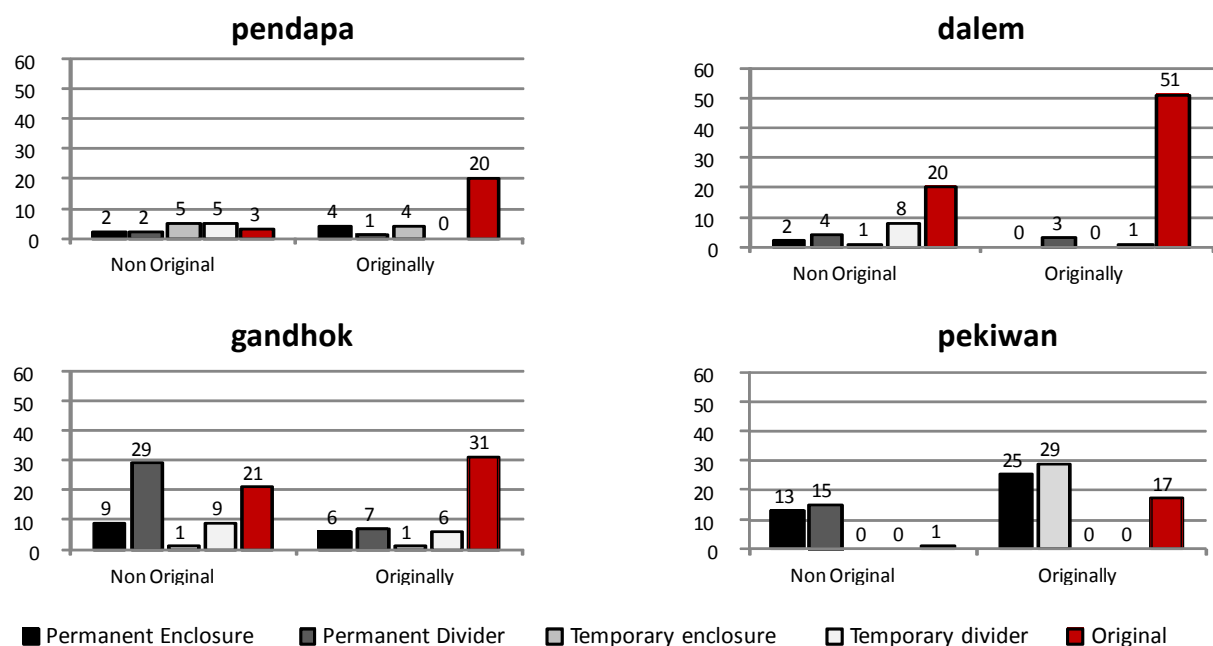 pendapa
60
50
40
30
20
10
0
2 2 5 5 3 4 1 4 0 20
Non Original Originally
dalem
60
50
40
30
20
10
0
2 4 1 8 20 0 3 0 1 51
Non Original Originally
gandhok
60
50
40
30
20
10
0
9 29 1 9 21 6 7 1 6 31
Non Original Originally
pekiwan
60
50
40
30
20
10
0
13 15 0 0 1 25 29 0 0 17
Non Original Originally
Permanent Enclosure Permanent Divider Temporary enclosure Temporary divider Original